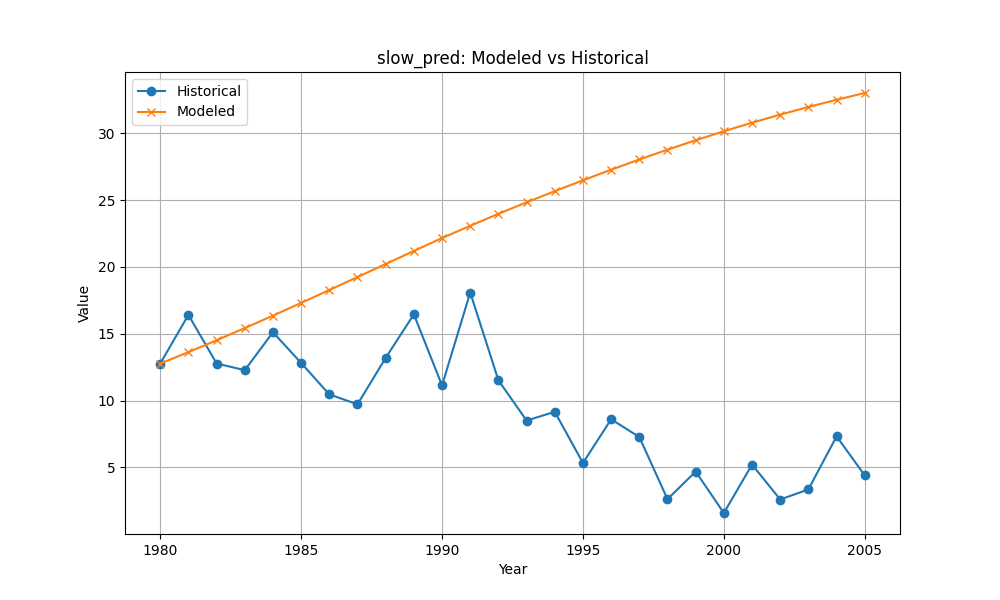 slow_pred: Modeled vs Historical
Historical
Modeled
Value
30
25
20
15
10
5
1980 1985 1990 1995 2000 2005
Year